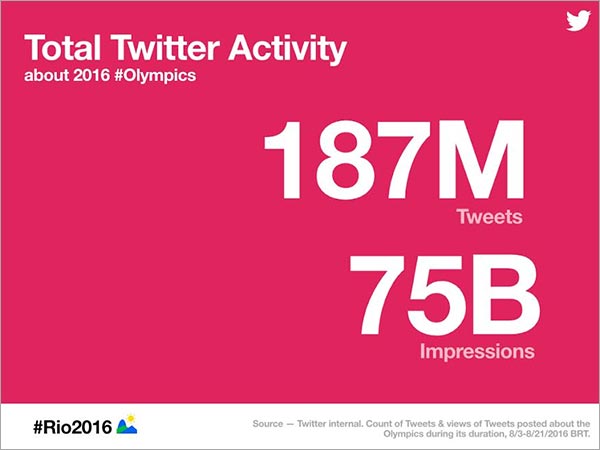 Total Twitter Activity
about 2016 #Olympics
187M
Tweets
75B
Impressions
#Rio2016
Source — Twitter internal. Count of Tweets & views of Tweets posted about the
Olympics during its duration, 8/3-8/21/2016 BRT.